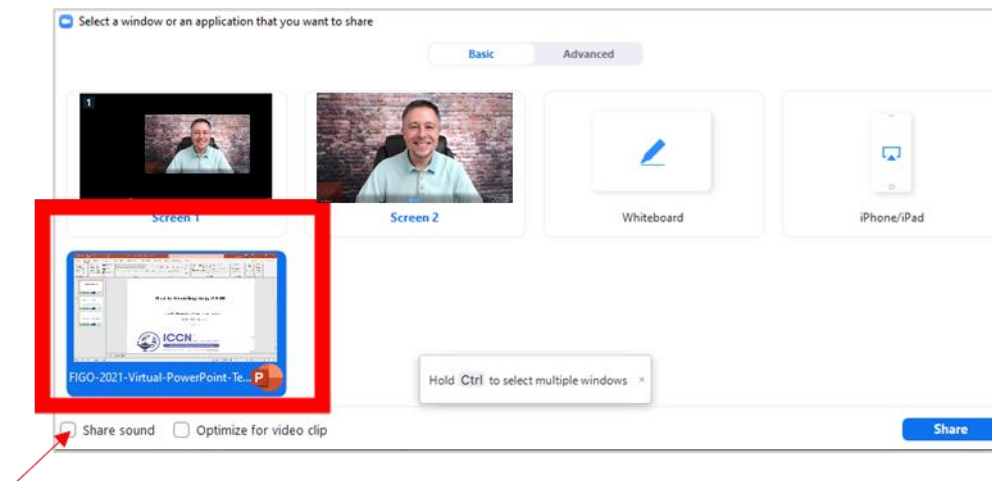 Select a window or an application that you want to share
Basic Advanced
1
Screen 1 Screen 2 Whiteboard iPhone/iPad
ICCN
FIGO-2021-Virtual-PowerPoint-Te... P
Hold Ctrl to select multiple windows ×
Share sound Optimize for video clip Share